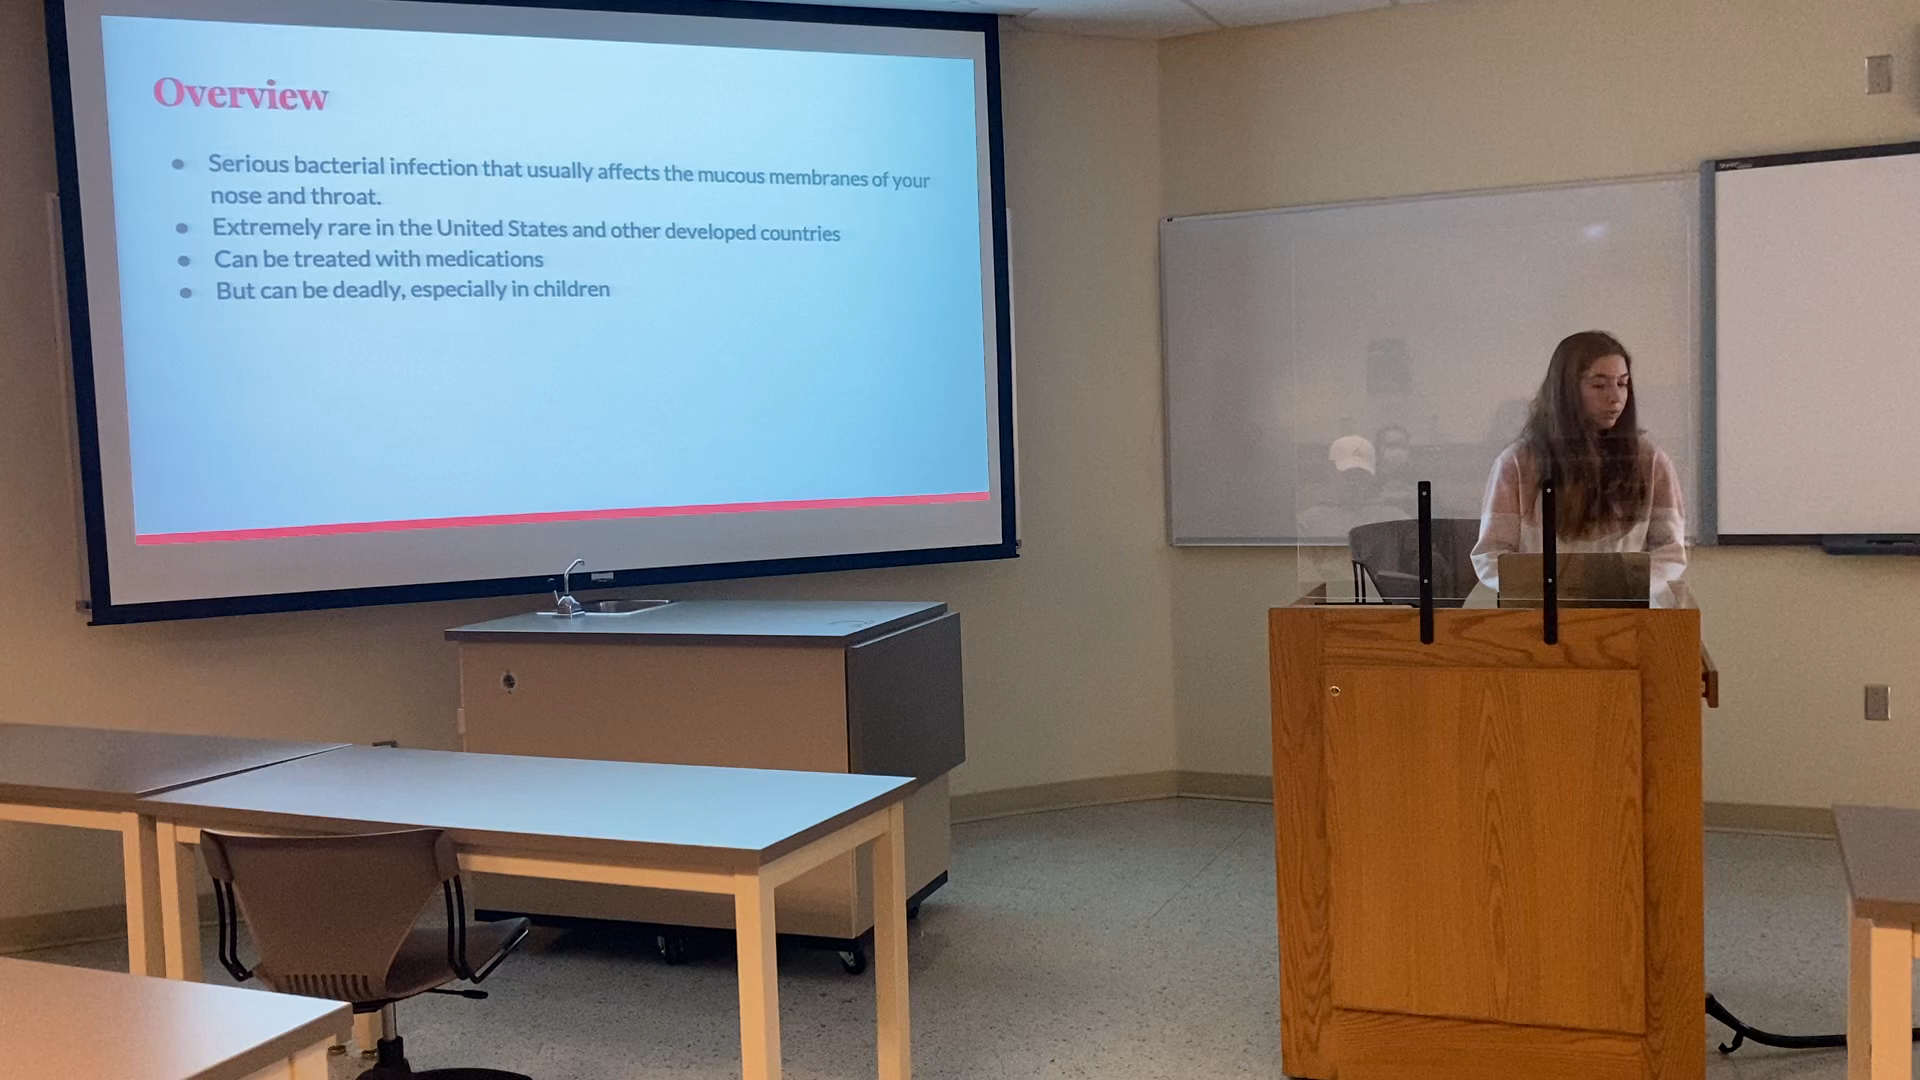 Overview
● Serious bacterial infection that usually affects the mucous membranes of your
nose and throat.
● Extremely rare in the United States and other developed countries
● Can be treated with medications
● But can be deadly, especially in children